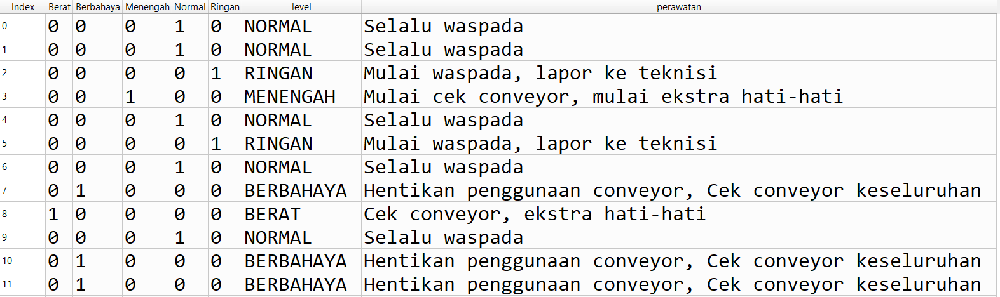 Index Berat Berbahaya Menengah Normal Ringan level perawatan
0 0 0 0 1 0 NORMAL Selalu waspada
1 0 0 0 1 0 NORMAL Selalu waspada
2 0 0 0 0 1 RINGAN Mulai waspada, lapor ke teknisi
3 0 0 1 0 0 MENENGAH Mulai cek conveyor, mulai ekstra hati-hati
4 0 0 0 1 0 NORMAL Selalu waspada
5 0 0 0 0 1 RINGAN Mulai waspada, lapor ke teknisi
6 0 0 0 1 0 NORMAL Selalu waspada
7 0 1 0 0 0 BERBAHAYA Hentikan penggunaan conveyor, Cek conveyor keseluruhan
8 1 0 0 0 0 BERAT Cek conveyor, ekstra hati-hati
9 0 0 0 1 0 NORMAL Selalu waspada
10 0 1 0 0 0 BERBAHAYA Hentikan penggunaan conveyor, Cek conveyor keseluruhan
11 0 1 0 0 0 BERBAHAYA Hentikan penggunaan conveyor, Cek conveyor keseluruhan